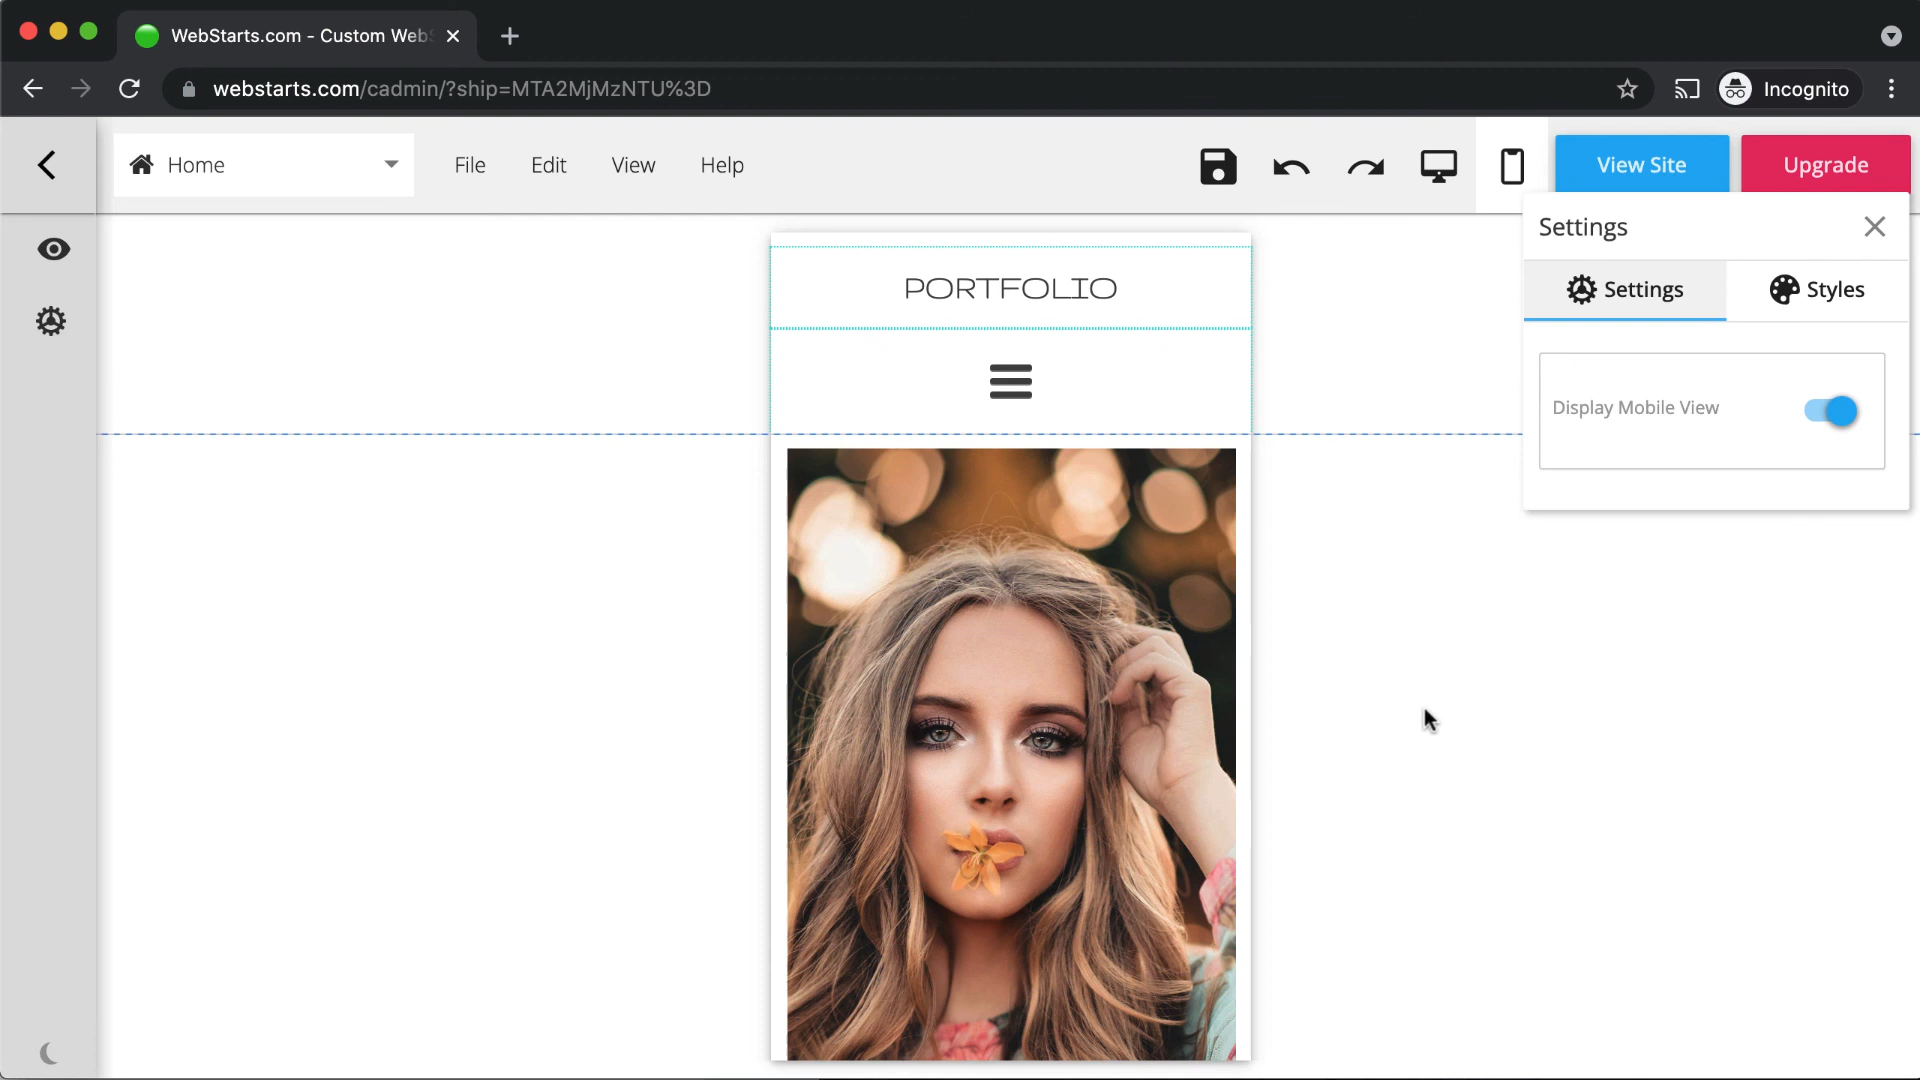 WebStarts.com - Custom Web
webstarts.com/cadmin/?ship=MTA2MjMzNTU%3D
Incognito
Home
File
Edit
View
Help
View Site
Upgrade
Settings
Settings
Styles
Display Mobile View
PORTFOLIO